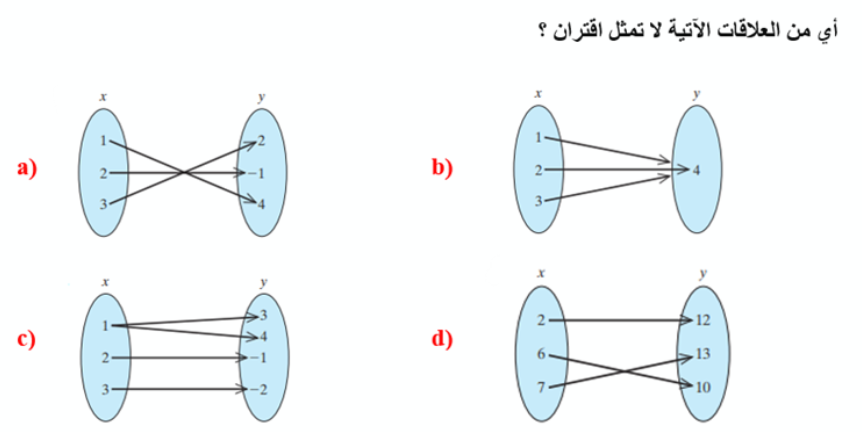 أي من العلاقات الآتية لا تمثل اقتران ؟
a)
x y
1 2
2 -1
3 4
b)
x y
1
2 4
3
c)
x y
1 3
4
2 -1
3 -2
d)
x y
2 12
6 13
7 10